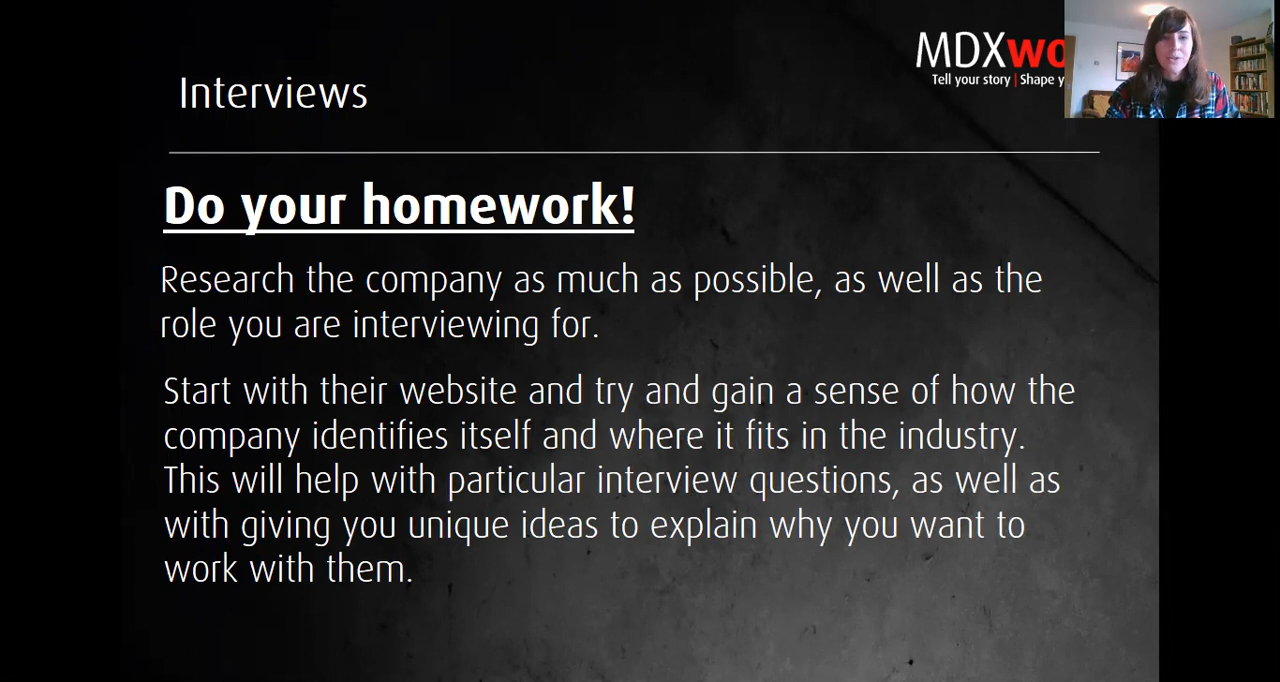 MDXwo
Tell your story | Shape y
Interviews
Do your homework!
Research the company as much as possible, as well as the
role you are interviewing for.
Start with their website and try and gain a sense of how the
company identifies itself and where it fits in the industry.
This will help with particular interview questions, as well as
with giving you unique ideas to explain why you want to
work with them.